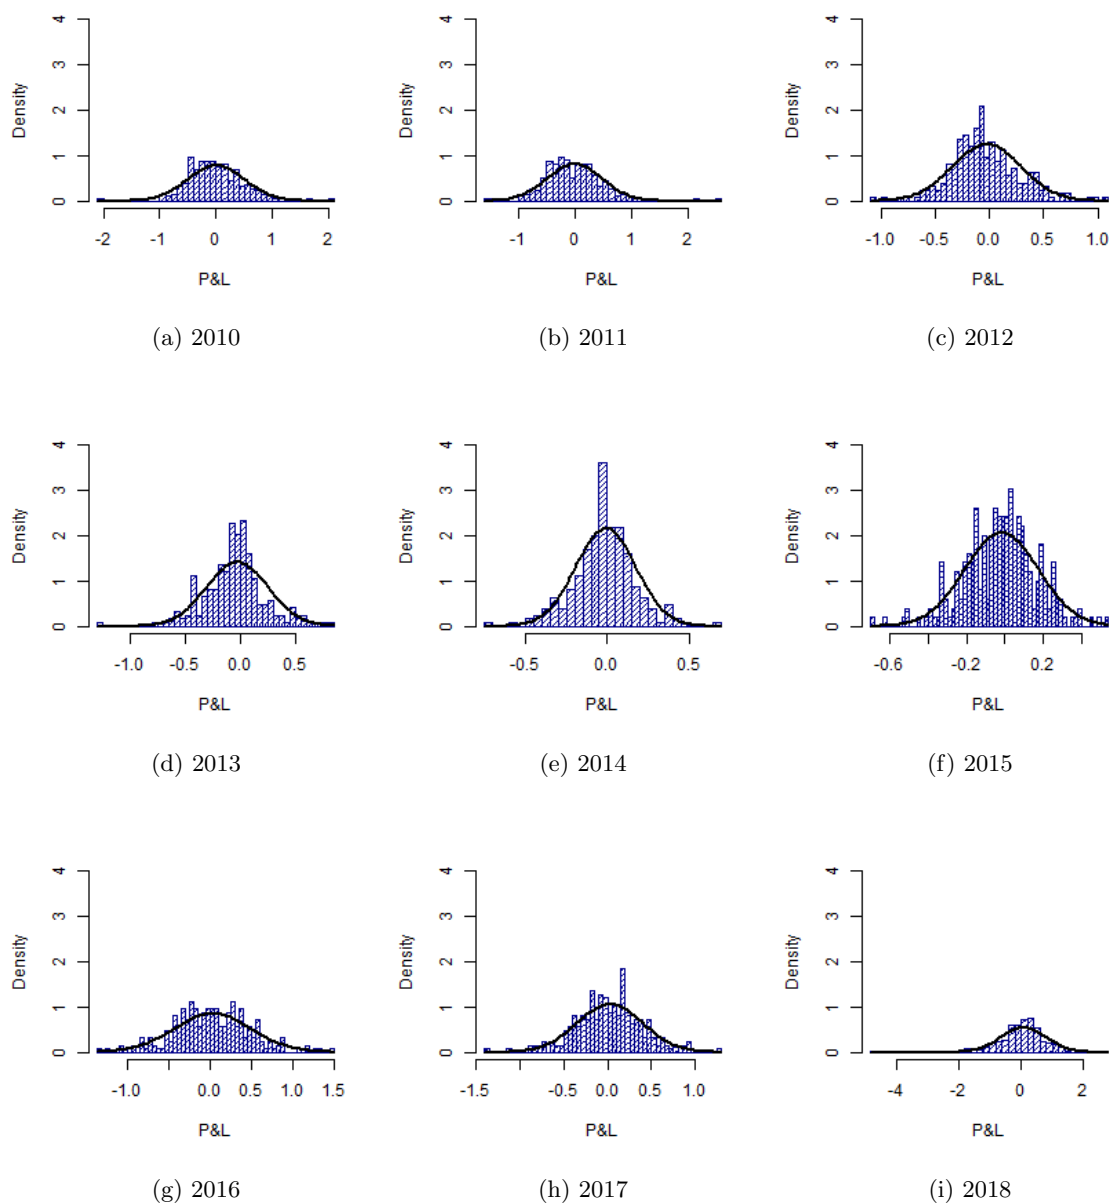 4
4
4
3
3
3
Density
Density
Density
2
2
2
1
1
1
0
0
0
-2 -1 0 1 2
-1 0 1 2
-1.0 -0.5 0.0 0.5 1.0
P&L
P&L
P&L
(a) 2010
(b) 2011
(c) 2012
4
4
4
3
3
3
Density
Density
Density
2
2
2
1
1
1
0
0
0
-1.0 -0.5 0.0 0.5
-0.5 0.0 0.5
-0.6 -0.2 0.2
P&L
P&L
P&L
(d) 2013
(e) 2014
(f) 2015
4
4
4
3
3
3
Density
Density
Density
2
2
2
1
1
1
0
0
0
-1.0 0.0 0.5 1.0 1.5
-1.5 -0.5 0.0 0.5 1.0
-4 -2 0 2
P&L
P&L
P&L
(g) 2016
(h) 2017
(i) 2018